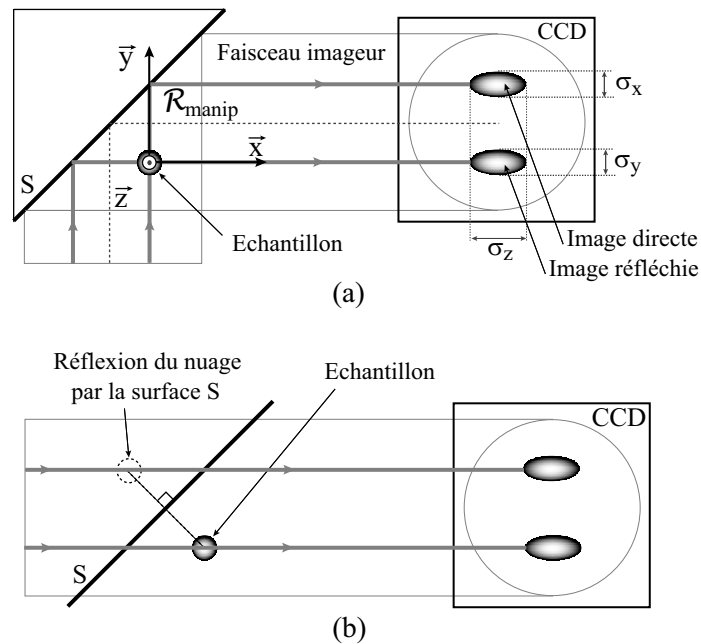 CCD
Faisceau imageur
y
R manip
σx
x
σy
S
z
Echantillon
σz
Image directe
Image réfléchie
(a)
Réflexion du nuage
par la surface S
Echantillon
CCD
S
(b)